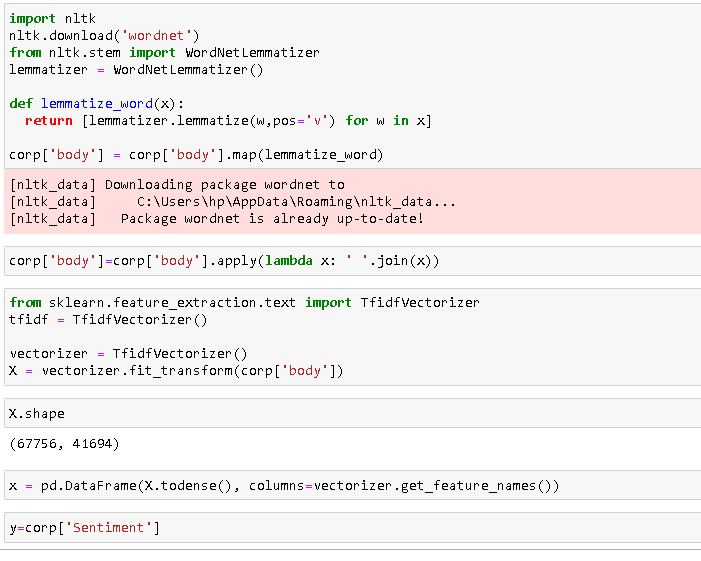 import nltk
nltk.download('wordnet')
from nltk.stem import WordNetLemmatizer
lemmatizer = WordNetLemmatizer()
def lemmatize_word(x):
return [lemmatizer.lemmatize(w,pos='v') for w in x]
corp['body'] = corp['body'].map(lemmatize_word)
[nltk_data] Downloading package wordnet to
[nltk_data]     C:\Users\hp\AppData\Roaming\nltk_data...
[nltk_data]   Package wordnet is already up-to-date!
corp['body']=corp['body'].apply(lambda x: ' '.join(x))
from sklearn.feature_extraction.text import TfidfVectorizer
tfidf = TfidfVectorizer()
vectorizer = TfidfVectorizer()
X = vectorizer.fit_transform(corp['body'])
X.shape
(67756, 41694)
x = pd.DataFrame(X.todense(), columns=vectorizer.get_feature_names())
y=corp['Sentiment']